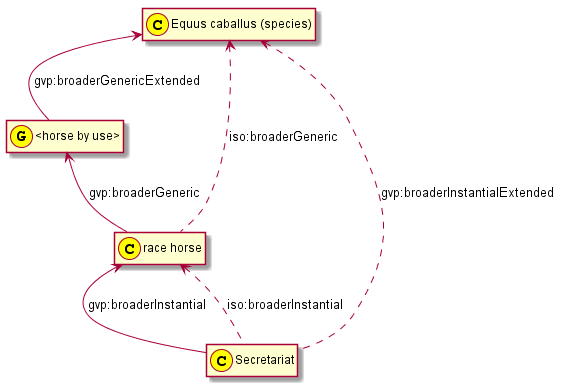 C Equus caballus (species)
gvp:broaderGenericExtended
G <horse by use>
iso:broaderGeneric
gvp:broaderGeneric
gvp:broaderInstantialExtended
C race horse
gvp:broaderInstantial
iso:broaderInstantial
C Secretariat